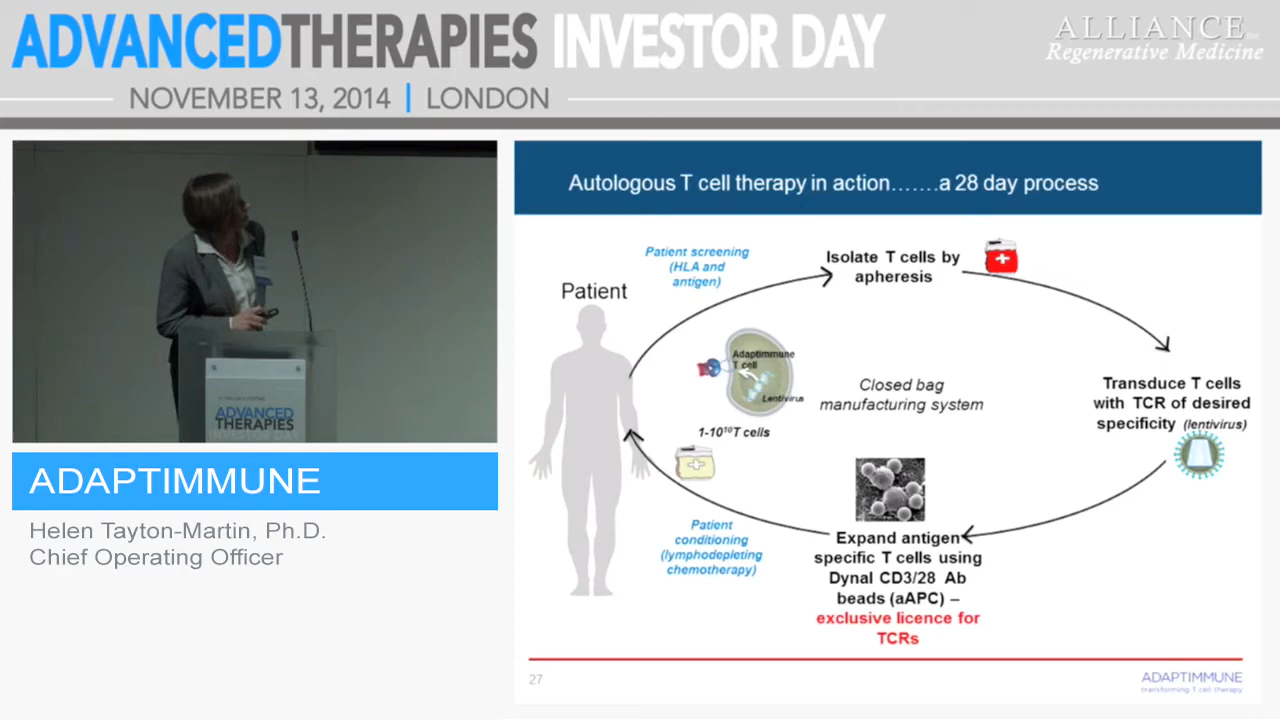 ADVANCEDTHERAPIES INVESTOR DAY
NOVEMBER 13, 2014 | LONDON
ALLIANCE for
Regenerative Medicine
ADVANCED
THERAPIES
INVESTOR DAY
ADAPTIMMUNE
Helen Tayton-Martin, Ph.D.
Chief Operating Officer
Autologous T cell therapy in action…….a 28 day process
Patient screening
(HLA and
antigen)
Isolate T cells by
apheresis
Patient
Adaptimmune
T cell
Lentivirus
1-10¹⁰T cells
Closed bag
manufacturing system
Transduce T cells
with TCR of desired
specificity (lentivirus)
Patient
conditioning
(lymphodepleting
chemotherapy)
Expand antigen
specific T cells using
Dynal CD3/28 Ab
beads (aAPC) –
exclusive licence for
TCRs
27
ADAPTIMMUNE
transforming T cell therapy